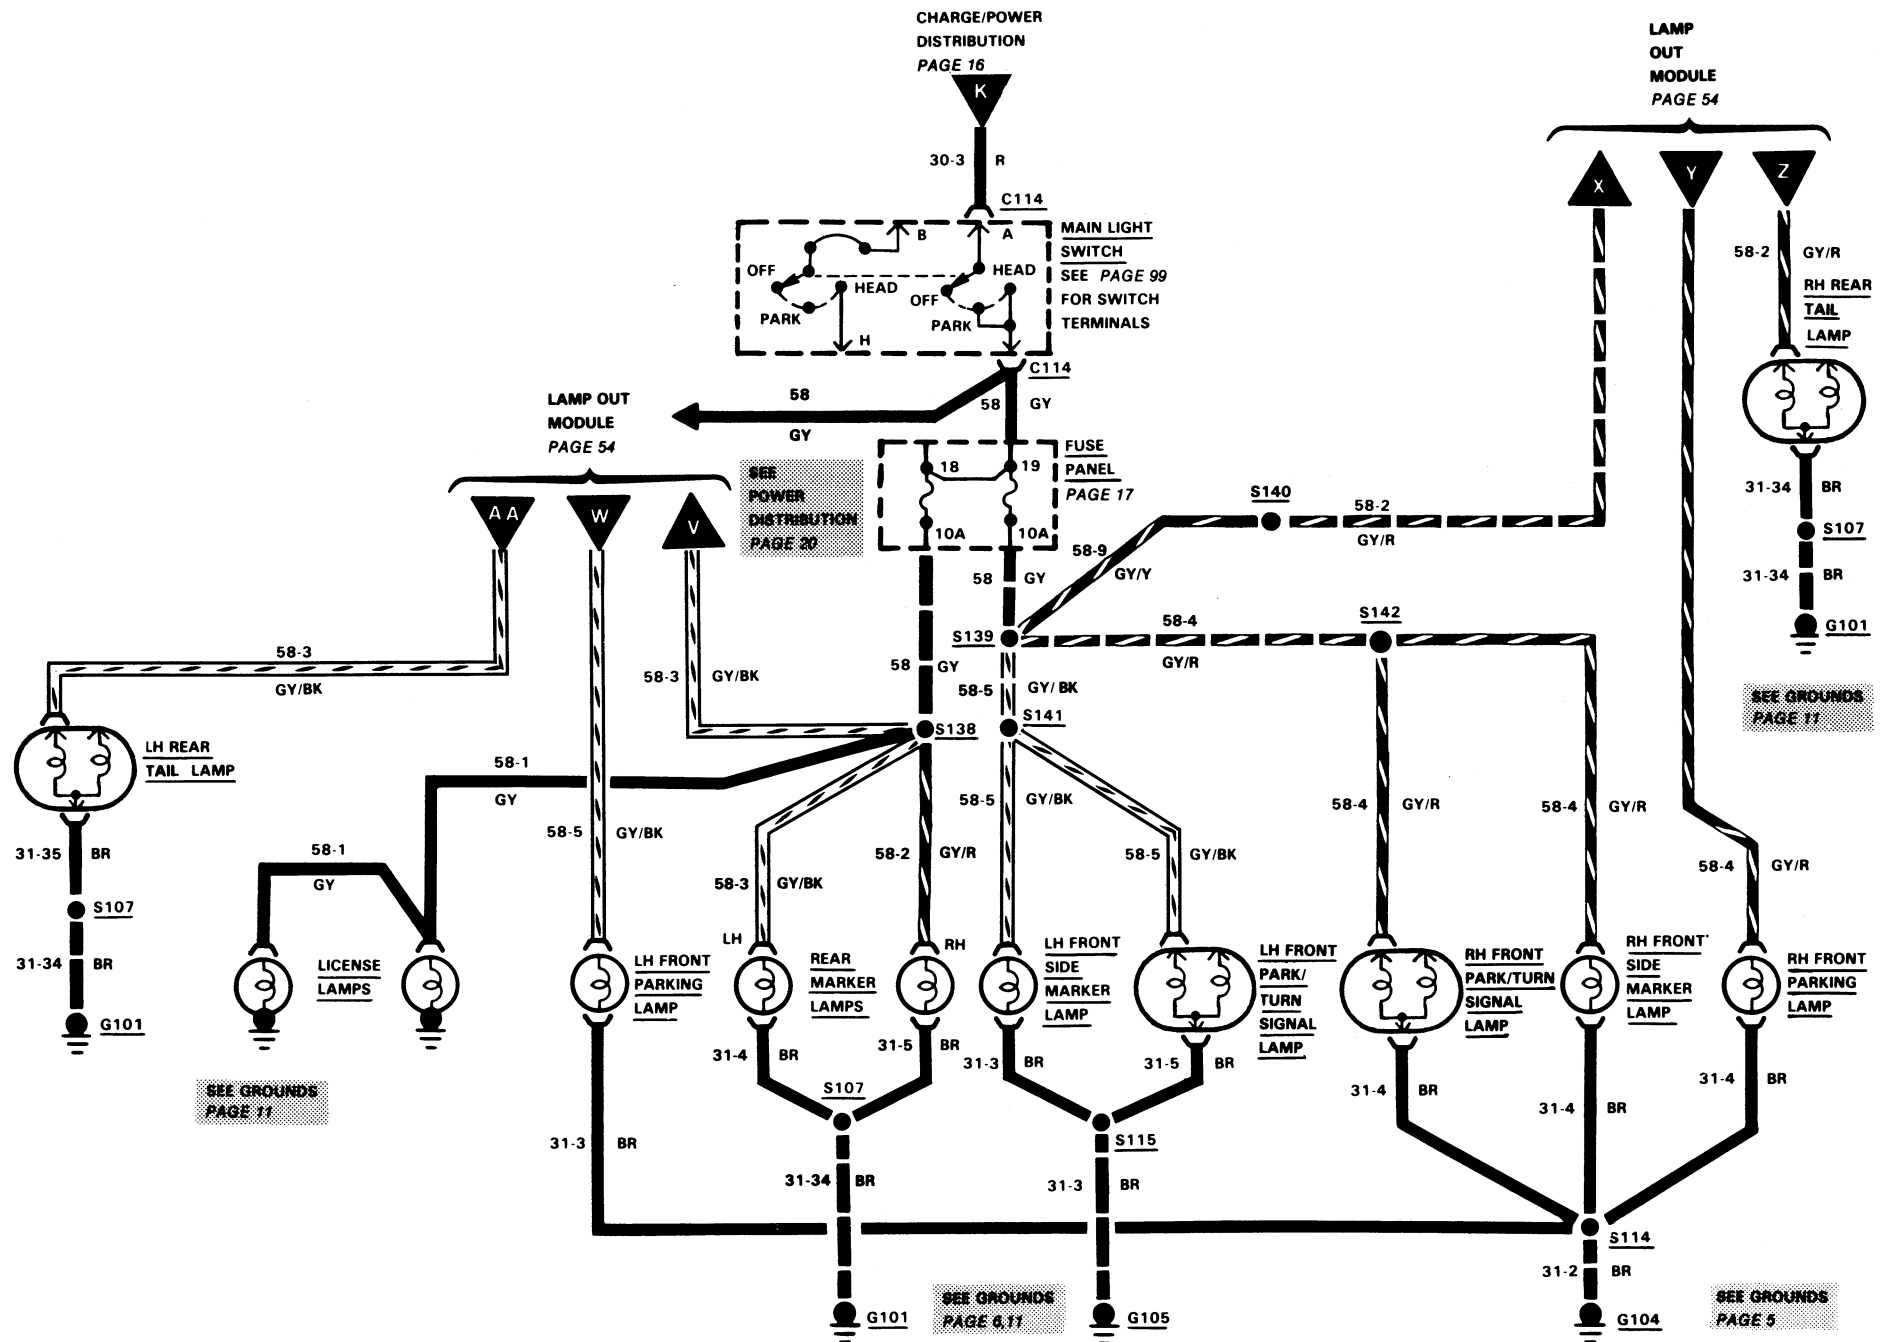 CHARGE/POWER
DISTRIBUTION
PAGE 16
K
30-3 R
C114
LAMP
OUT
MODULE
PAGE 54
X Y Z
B A
MAIN LIGHT
SWITCH
SEE PAGE 99
FOR SWITCH
TERMINALS
OFF
HEAD
PARK
H
HEAD
OFF
PARK
C114
58
GY
58 GY
LAMP OUT
MODULE
PAGE 54
AA W V
SEE
POWER
DISTRIBUTION
PAGE 20
18 19
10A 10A
FUSE
PANEL
PAGE 17
58-2 GY/R
RH REAR
TAIL
LAMP
31-34 BR
S107
31-34 BR
G101
SEE GROUNDS
PAGE 11
S140
58-2
GY/R
58-9
GY/Y
58 GY
S139
58-4
GY/R
S142
58-3
GY/BK
58-3 GY/BK
58 GY
58-5 GY/BK
S138
S141
LH REAR
TAIL LAMP
31-35 BR
S107
31-34 BR
G101
58-1
GY
58-1
GY
LICENSE
LAMPS
SEE GROUNDS
PAGE 11
58-5 GY/BK
58-3 GY/BK
58-2 GY/R
58-5 GY/BK
58-5 GY/BK
58-4 GY/R
58-4 GY/R
58-4 GY/R
LH FRONT
PARKING
LAMP
LH
REAR
MARKER
LAMPS
RH
LH FRONT
SIDE
MARKER
LAMP
LH FRONT
PARK/
TURN
SIGNAL
LAMP
RH FRONT
PARK/TURN
SIGNAL
LAMP
RH FRONT
SIDE
MARKER
LAMP
RH FRONT
PARKING
LAMP
31-4 BR
31-5 BR
31-3 BR
31-5 BR
31-4 BR
31-4 BR
31-4 BR
S107
S115
31-3 BR
31-34 BR
31-3 BR
S114
31-2 BR
G101
SEE GROUNDS
PAGE 6,11
G105
G104
SEE GROUNDS
PAGE 5